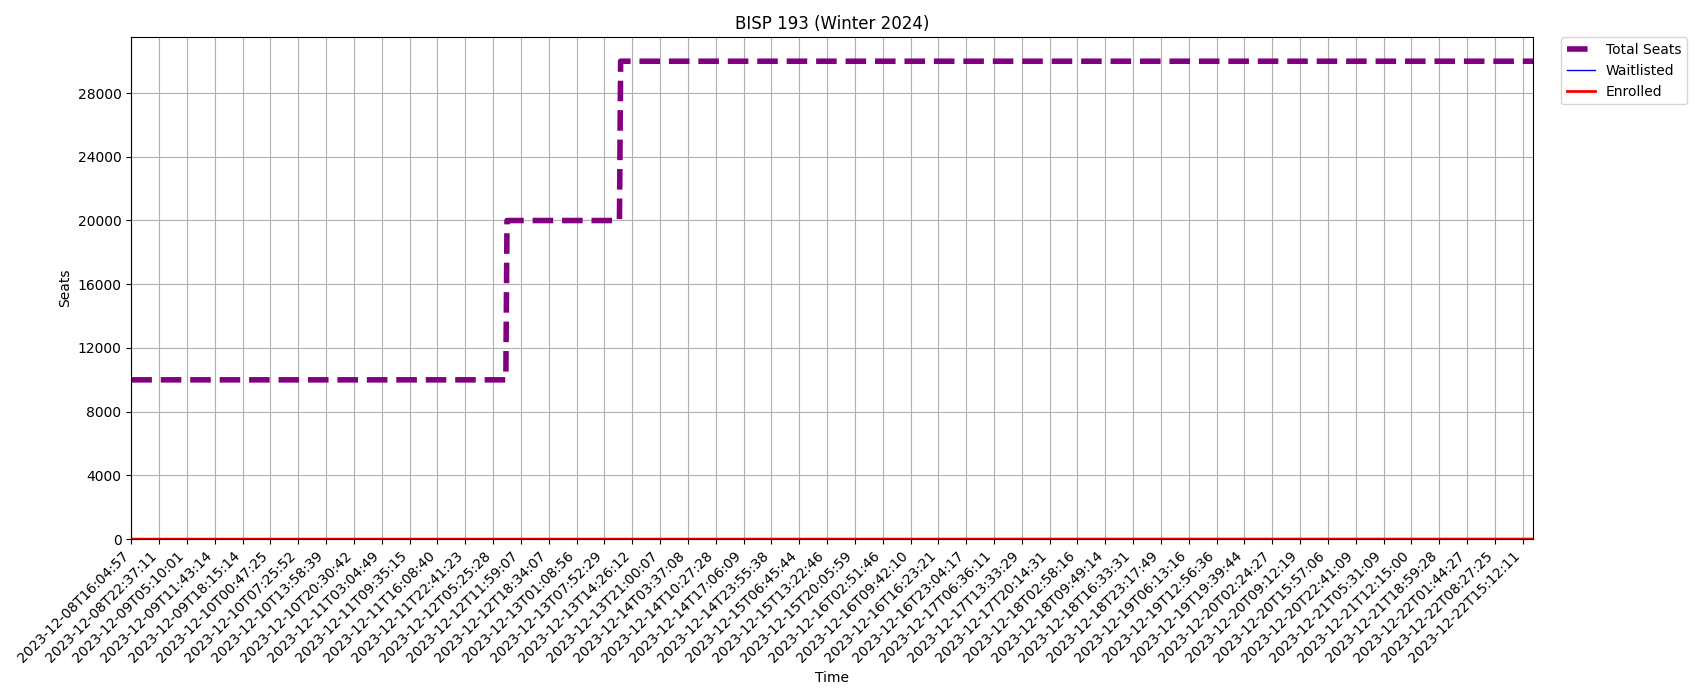 BISP 193 (Winter 2024)
Total Seats
Waitlisted
Enrolled
28000
24000
20000
16000
12000
8000
4000
0
Seats
2023-12-08T16:04:57
2023-12-08T22:37:11
2023-12-09T05:10:01
2023-12-09T11:43:14
2023-12-09T18:15:14
2023-12-10T00:47:25
2023-12-10T07:25:52
2023-12-10T13:58:39
2023-12-10T20:30:42
2023-12-11T03:04:49
2023-12-11T09:35:15
2023-12-11T16:08:40
2023-12-11T22:41:23
2023-12-12T05:25:28
2023-12-12T11:59:07
2023-12-12T18:34:07
2023-12-13T01:08:56
2023-12-13T07:52:29
2023-12-13T14:26:12
2023-12-13T21:00:07
2023-12-14T03:37:08
2023-12-14T10:27:28
2023-12-14T17:06:09
2023-12-14T23:55:38
2023-12-15T06:45:44
2023-12-15T13:22:46
2023-12-15T20:05:59
2023-12-16T02:51:46
2023-12-16T09:42:10
2023-12-16T16:23:21
2023-12-16T23:04:17
2023-12-17T06:36:11
2023-12-17T13:33:29
2023-12-17T20:14:31
2023-12-18T02:58:16
2023-12-18T09:49:14
2023-12-18T16:33:31
2023-12-18T23:17:49
2023-12-19T06:13:16
2023-12-19T12:56:36
2023-12-19T19:39:44
2023-12-20T02:24:27
2023-12-20T09:12:19
2023-12-20T15:57:06
2023-12-20T22:41:09
2023-12-21T05:31:09
2023-12-21T12:15:00
2023-12-21T18:59:28
2023-12-22T01:44:27
2023-12-22T08:27:25
2023-12-22T15:12:11
Time